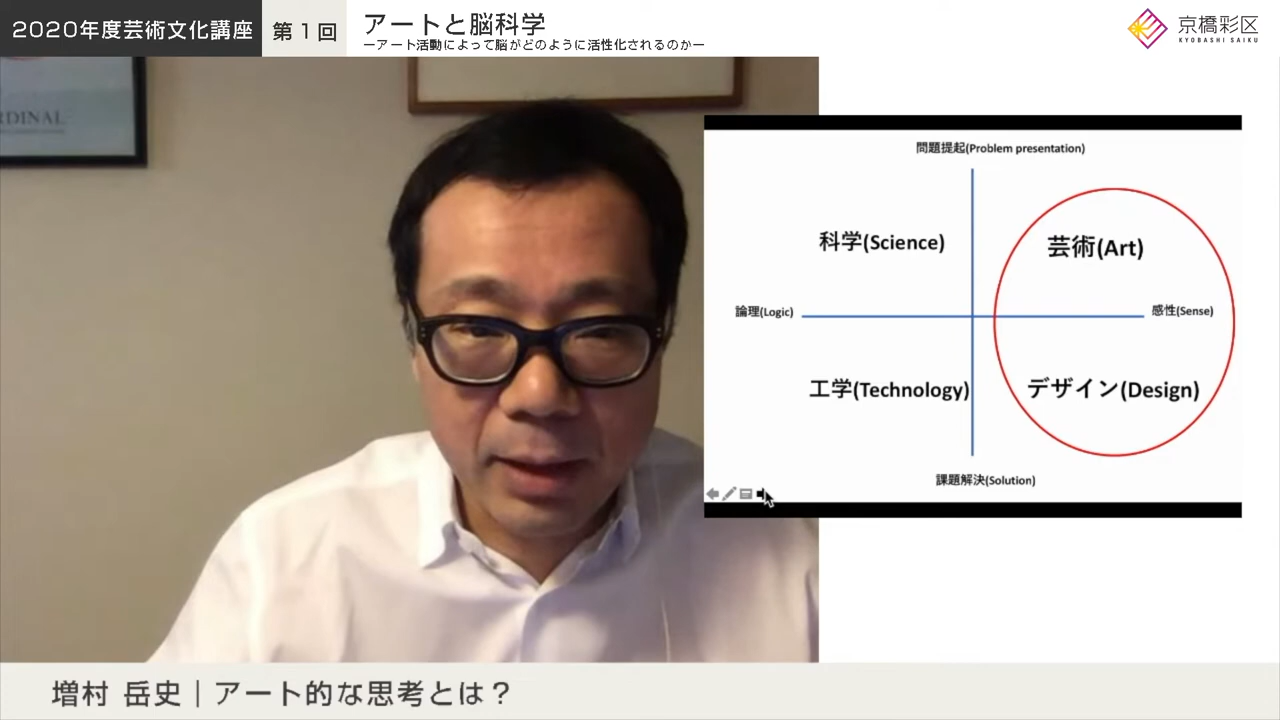 2020年度芸術文化講座
第1回
アートと脳科学
ーアート活動によって脳がどのように活性化されるのかー
京橋彩区
KYOBASHI SAIKU
RDINAL
問題提起(Problem presentation)
科学(Science)
芸術(Art)
論理(Logic)
感性(Sense)
工学(Technology)
デザイン(Design)
課題解決(Solution)
増村 岳史｜アート的な思考とは？